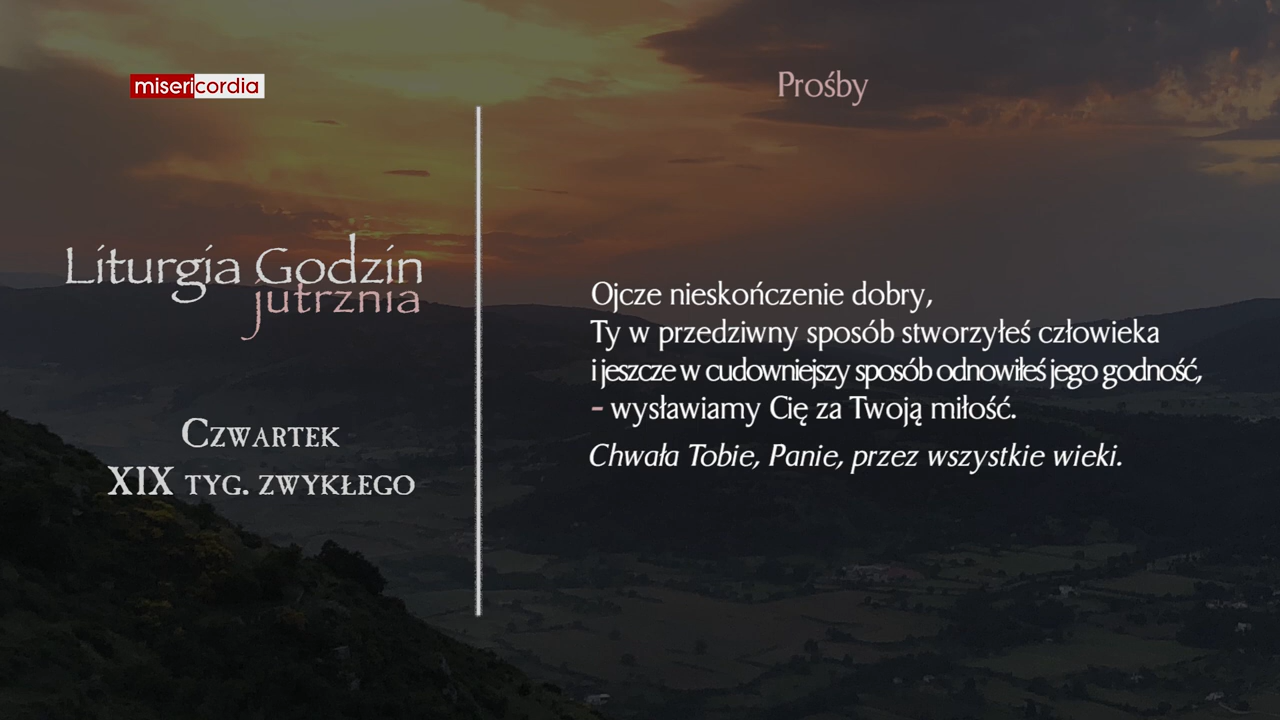 misericordia
Liturgia Godzin
jutrznia
Czwartek
XIX tyg. zwykłego
Prośby
Ojcze nieskończenie dobry,
Ty w przedziwny sposób stworzyłeś człowieka
i jeszcze w cudowniejszy sposób odnowiłeś jego godność,
- wysławiamy Cię za Twoją miłość.
Chwała Tobie, Panie, przez wszystkie wieki.